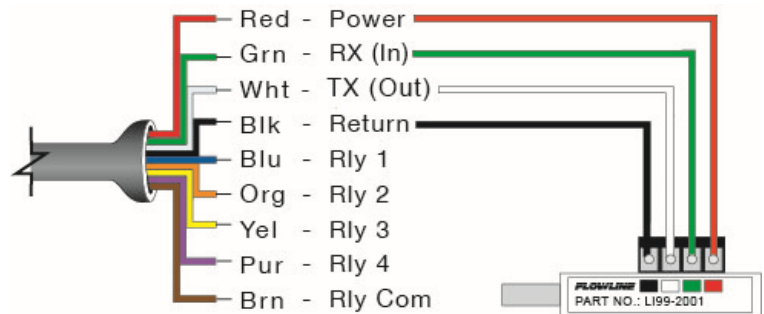 Red - Power
Grn - RX (In)
Wht - TX (Out)
Blk - Return
Blu - Rly 1
Org - Rly 2
Yel - Rly 3
Pur - Rly 4
Brn - Rly Com
FLOWLINE
PART NO.: LI99-2001